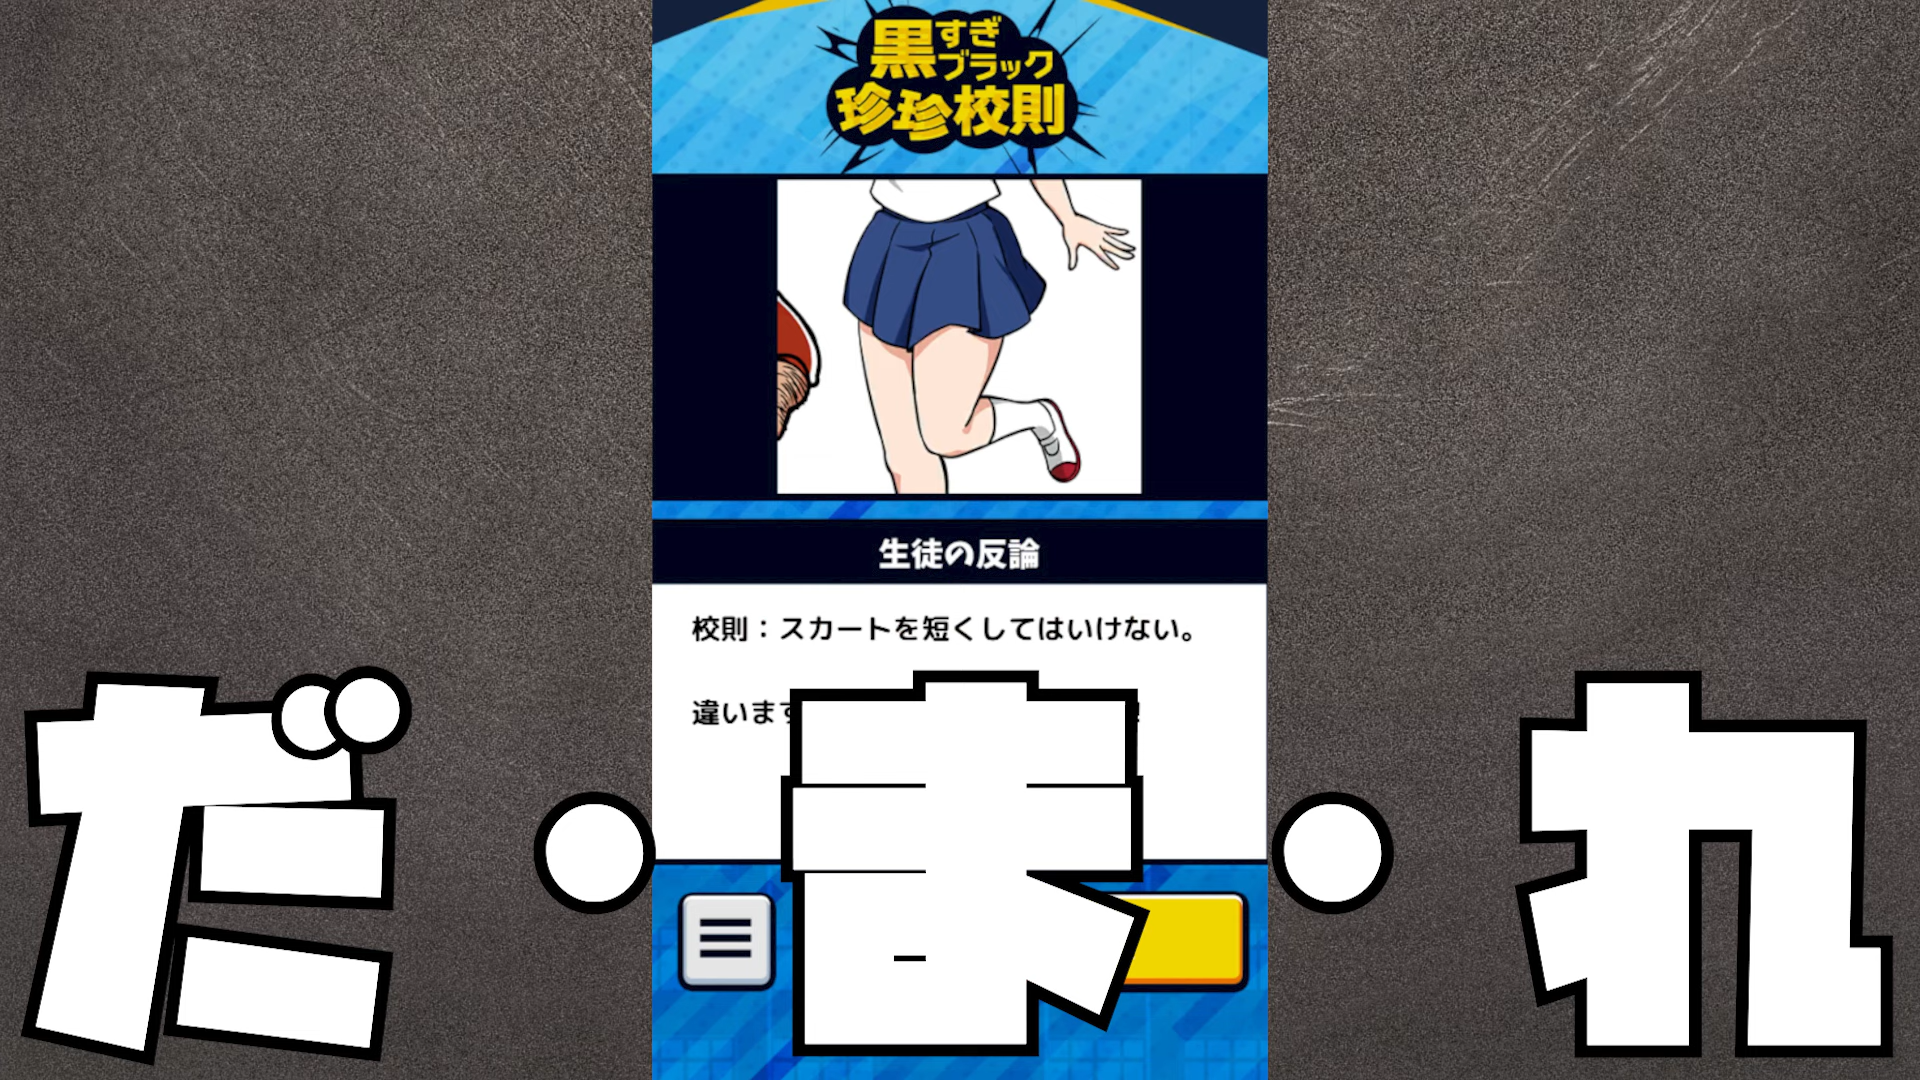 黒すぎ
ブラック
珍珍校則
生徒の反論
校則：スカートを短くしてはいけない。
違います
だ・ま・れ